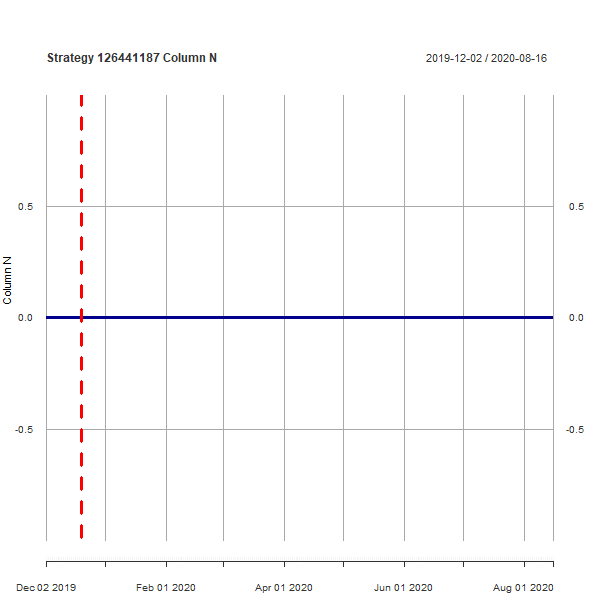 Strategy 126441187 Column N
2019-12-02 / 2020-08-16
0.5
0.5
Column N
0.0
0.0
-0.5
-0.5
Dec 02 2019
Feb 01 2020
Apr 01 2020
Jun 01 2020
Aug 01 2020